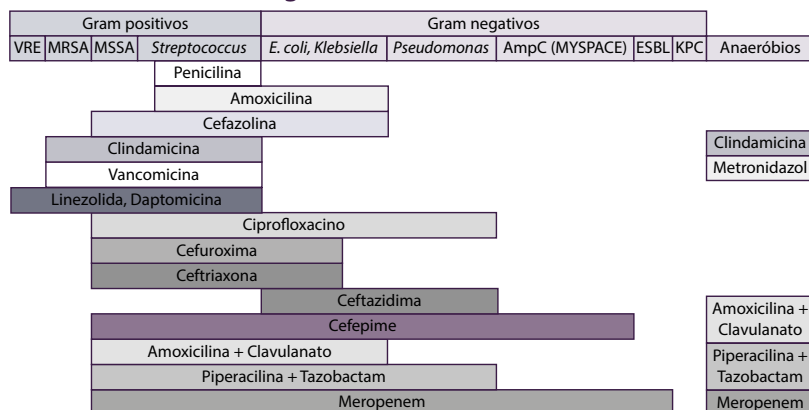 Gram positivos Gram negativos
VRE MRSA MSSA Streptococcus E. coli, Klebsiella Pseudomonas AmpC (MYSPACE) ESBL KPC Anaeróbios
Penicilina
Amoxicilina
Cefazolina
Clindamicina Clindamicina
Vancomicina Metronidazol
Linezolida, Daptomicina
Ciprofloxacino
Cefuroxima
Ceftriaxona
Ceftazidima
Cefepime
Amoxicilina + Clavulanato
Amoxicilina +
Clavulanato
Piperacilina + Tazobactam
Piperacilina +
Tazobactam
Meropenem Meropenem